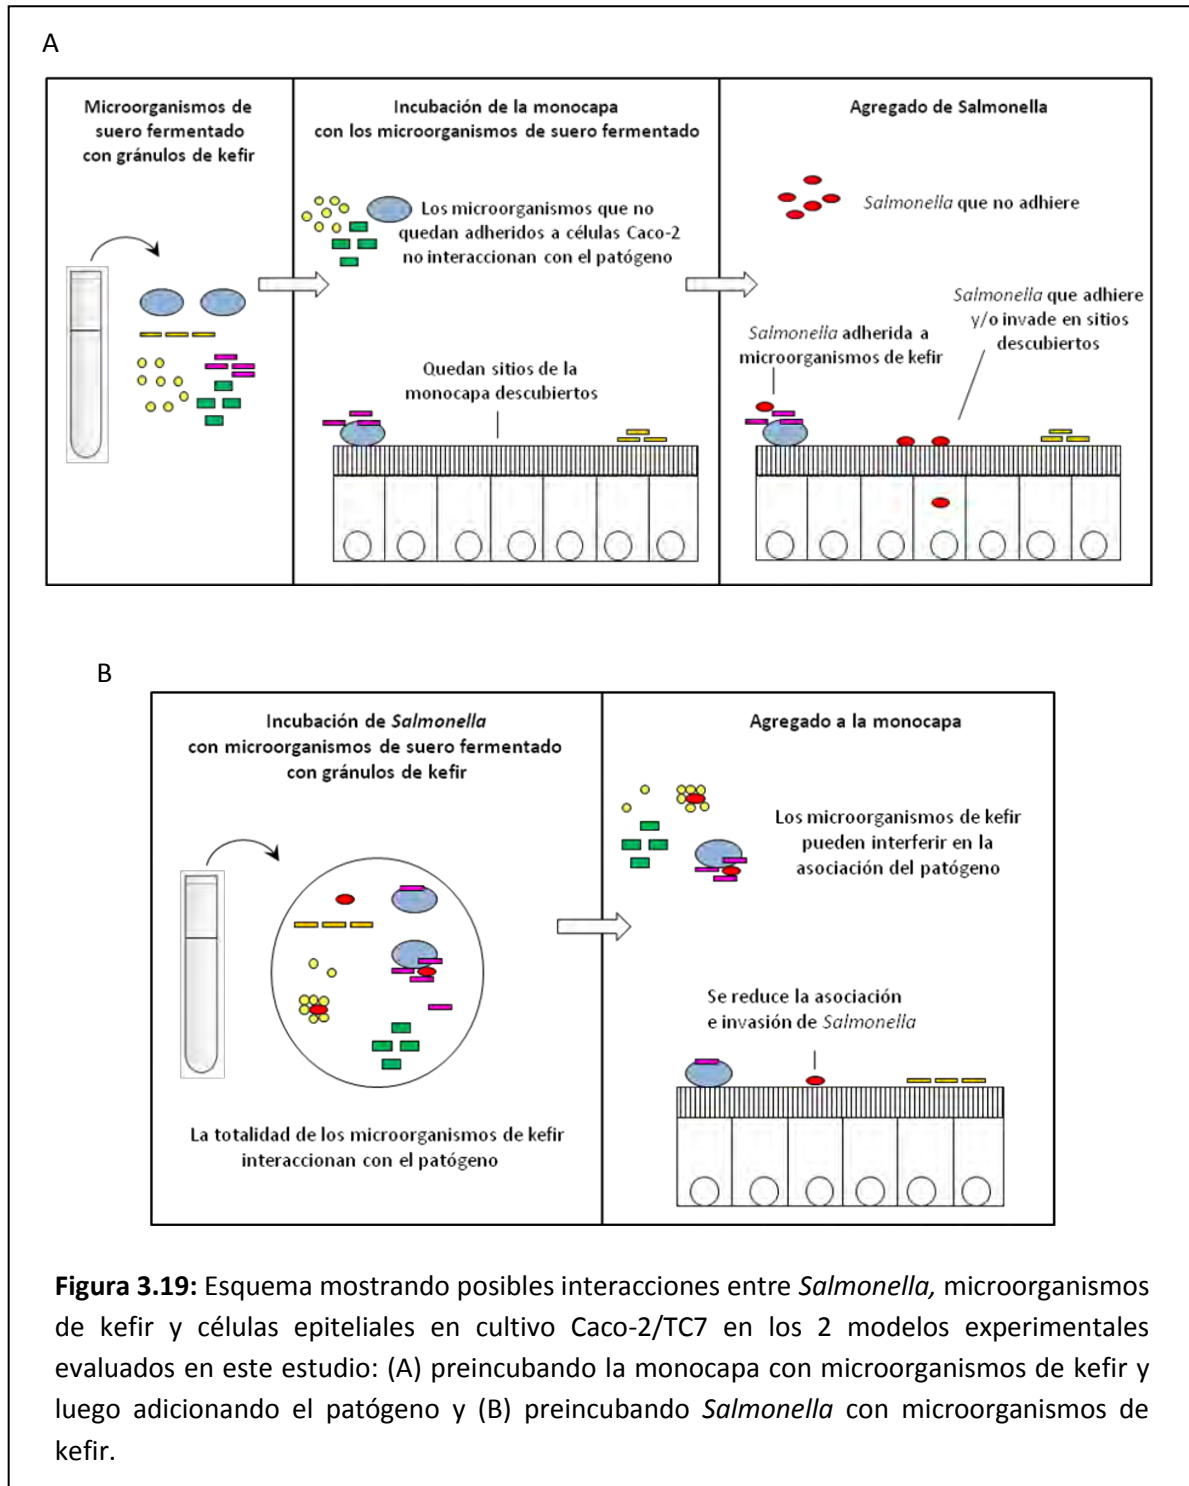 A
Microorganismos de
suero fermentado
con gránulos de kefir
Incubación de la monocapa
con los microorganismos de suero fermentado
Los microorganismos que no
quedan adheridos a células Caco-2
no interaccionan con el patógeno
Quedan sitios de la
monocapa descubiertos
Agregado de Salmonella
Salmonella que no adhiere
Salmonella que adhiere
y/o invade en sitios
descubiertos
Salmonella adherida a
microorganismos de kefir
B
Incubación de Salmonella
con microorganismos de suero fermentado
con gránulos de kefir
La totalidad de los microorganismos de kefir
interaccionan con el patógeno
Agregado a la monocapa
Los microorganismos de kefir
pueden interferir en la
asociación del patógeno
Se reduce la asociación
e invasión de Salmonella
Figura 3.19: Esquema mostrando posibles interacciones entre Salmonella, microorganismos
de kefir y células epiteliales en cultivo Caco-2/TC7 en los 2 modelos experimentales
evaluados en este estudio: (A) preincubando la monocapa con microorganismos de kefir y
luego adicionando el patógeno y (B) preincubando Salmonella con microorganismos de
kefir.